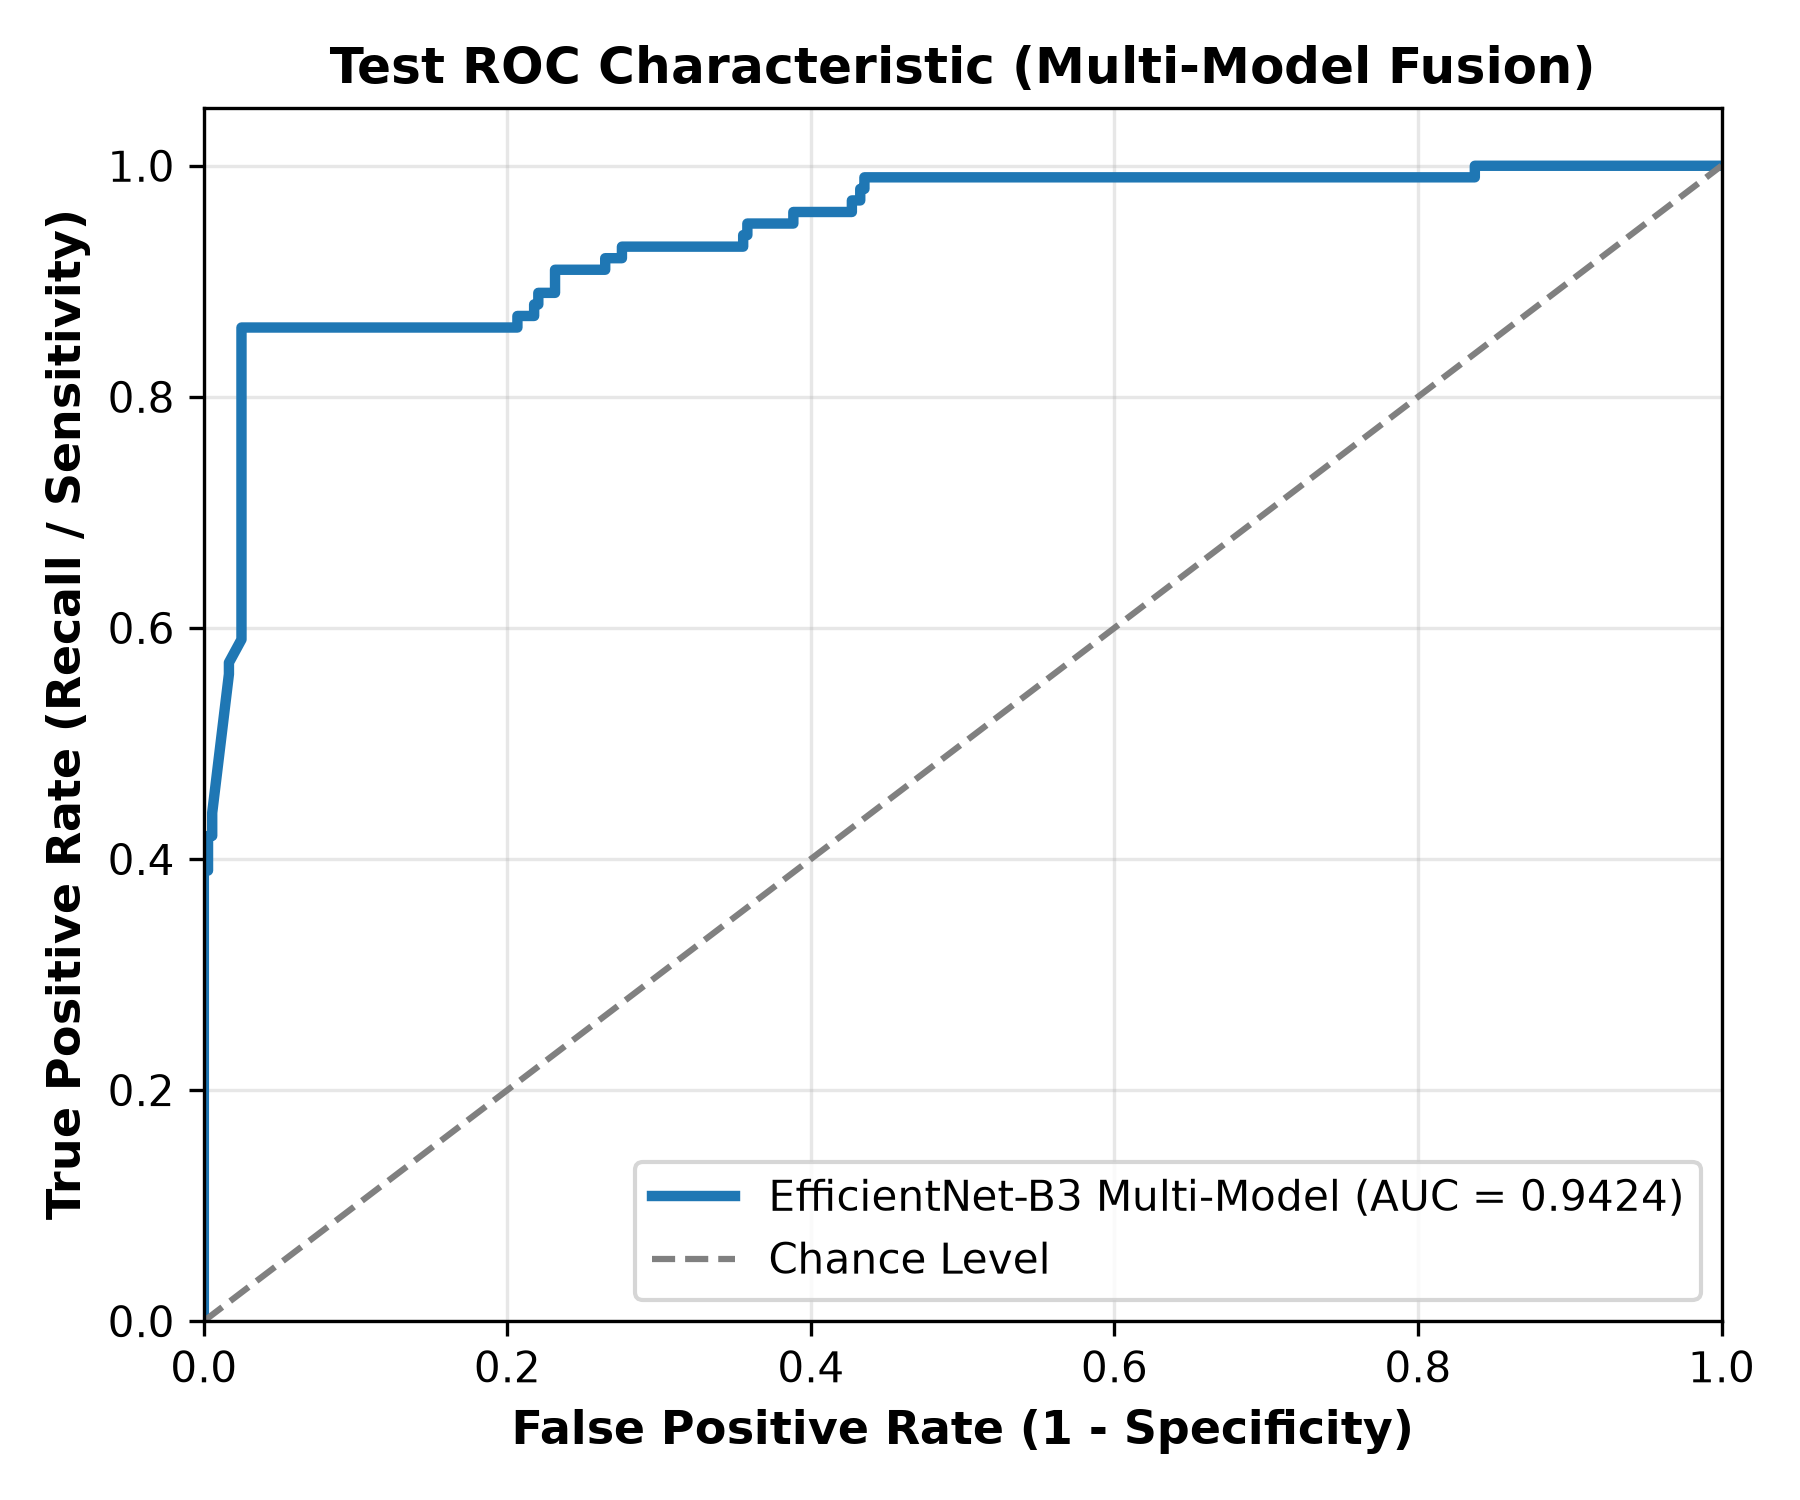 Test ROC Characteristic (Multi-Model Fusion)
True Positive Rate (Recall / Sensitivity)
1.0
0.8
0.6
0.4
0.2
0.0
EfficientNet-B3 Multi-Model (AUC = 0.9424)
Chance Level
0.0 0.2 0.4 0.6 0.8 1.0
False Positive Rate (1 - Specificity)